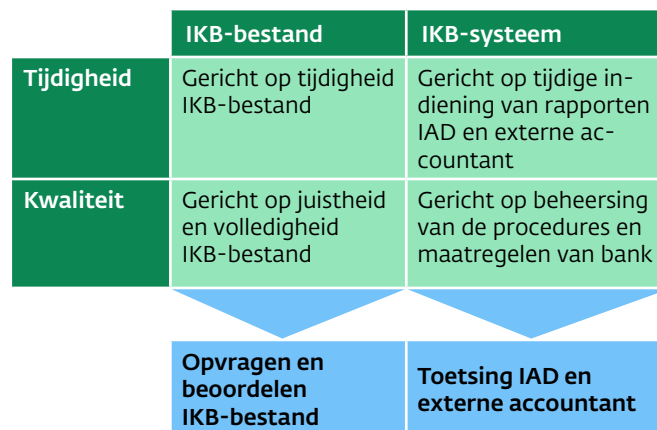 IKB-bestand
IKB-systeem
Tijdigheid
Gericht op tijdigheid
IKB-bestand
Gericht op tijdige in-
diening van rapporten
IAD en externe ac-
countant
Kwaliteit
Gericht op juistheid
en volledigheid
IKB-bestand
Gericht op beheersing
van de procedures en
maatregelen van bank
Opvragen en
beoordelen
IKB-bestand
Toetsing IAD en
externe accountant